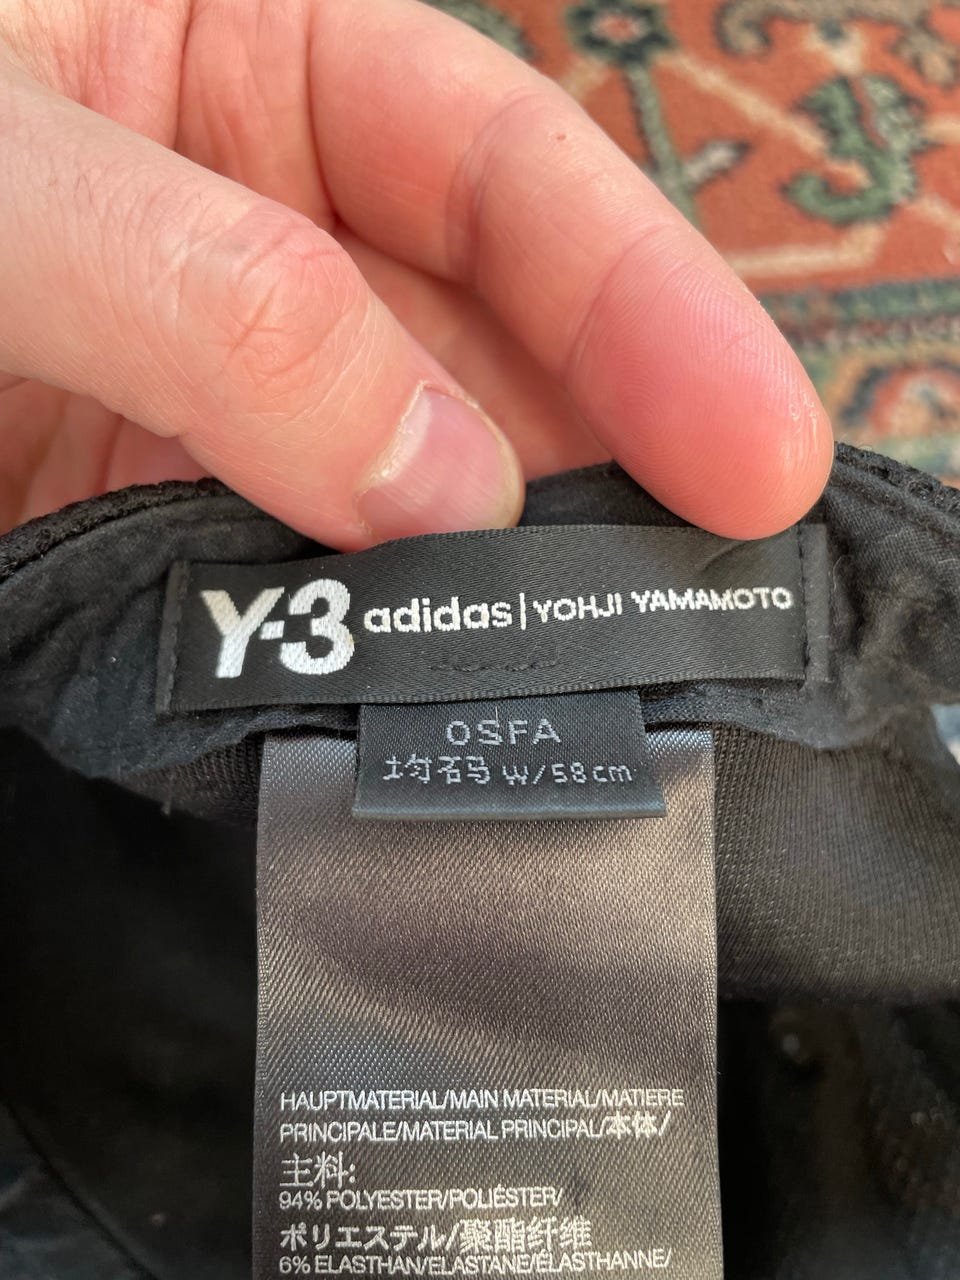 Y-3 adidas | YOHJI YAMAMOTO
OSFA
均码 W/58cm
HAUPTMATERIAL/MAIN MATERIAL/MATIERE
PRINCIPALE/MATERIAL PRINCIPAL/本体/
主料:
94% POLYESTER/POLIÉSTER/
ポリエステル/聚酯纤维
6% ELASTHAN/ELASTANE/ÉLASTHANNE/